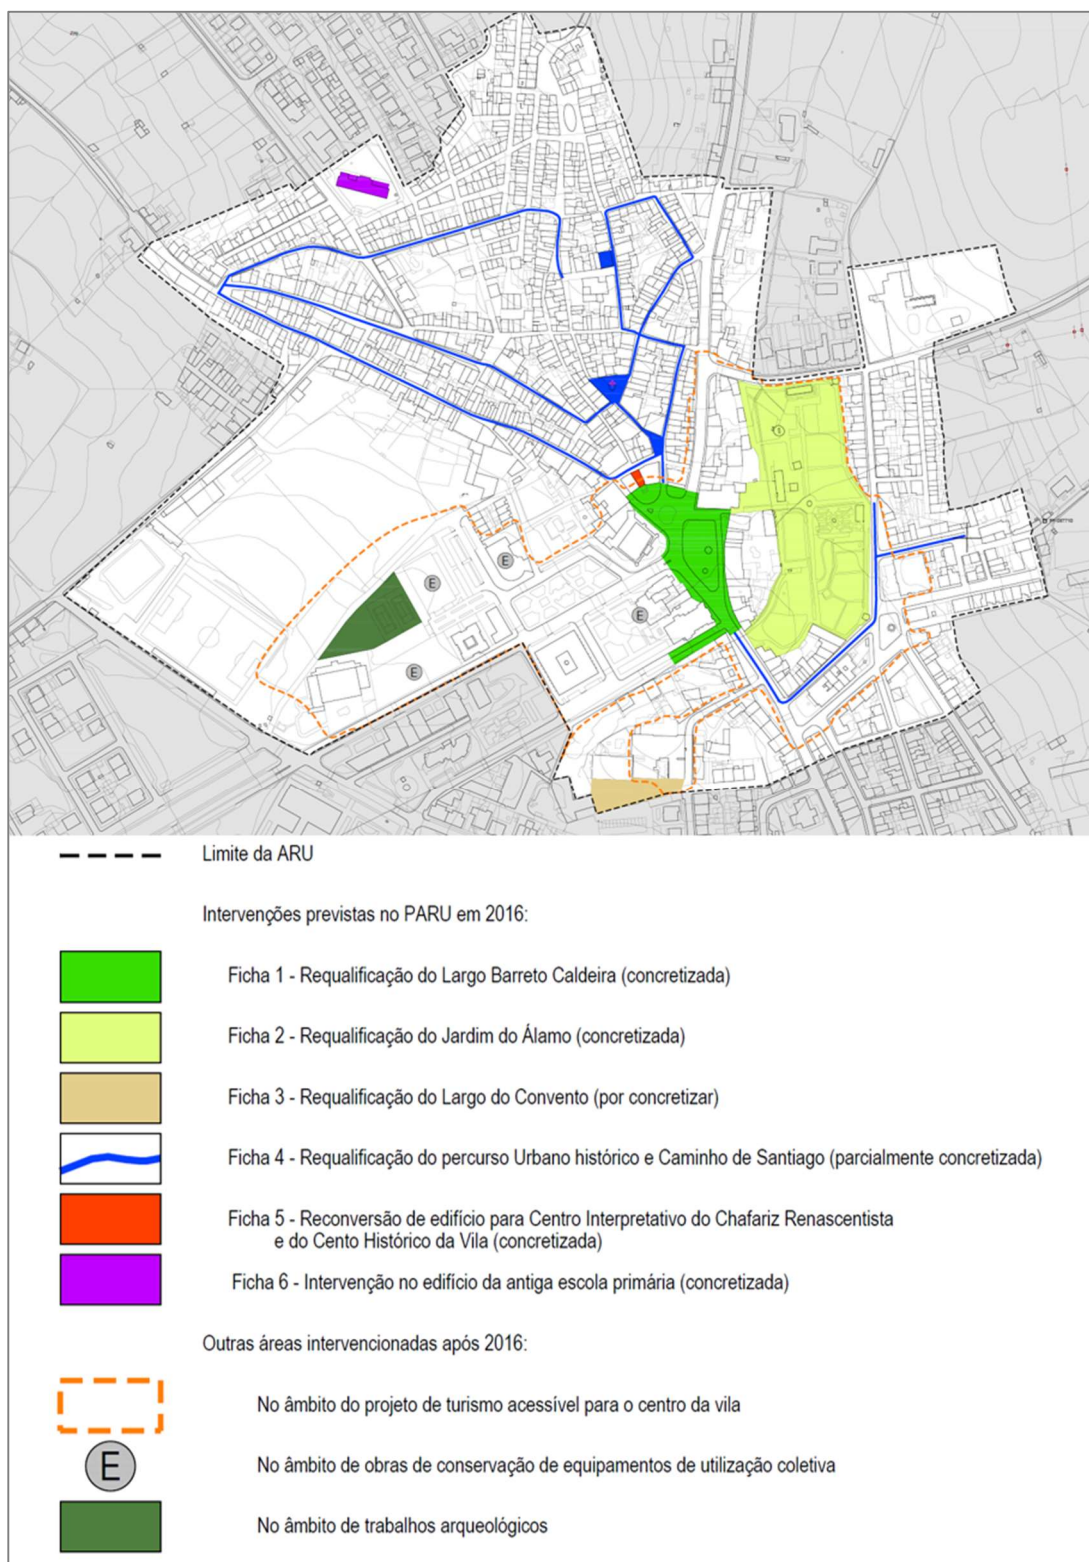 E
E
E
E
Limite da ARU
Intervenções previstas no PARU em 2016:
Ficha 1 - Requalificação do Largo Barreto Caldeira (concretizada)
Ficha 2 - Requalificação do Jardim do Álamo (concretizada)
Ficha 3 - Requalificação do Largo do Convento (por concretizar)
Ficha 4 - Requalificação do percurso Urbano histórico e Caminho de Santiago (parcialmente concretizada)
Ficha 5 - Reconversão de edifício para Centro Interpretativo do Chafariz Renascentista
e do Cento Histórico da Vila (concretizada)
Ficha 6 - Intervenção no edifício da antiga escola primária (concretizada)
Outras áreas intervencionadas após 2016:
No âmbito do projeto de turismo acessível para o centro da vila
E
No âmbito de obras de conservação de equipamentos de utilização coletiva
No âmbito de trabalhos arqueológicos